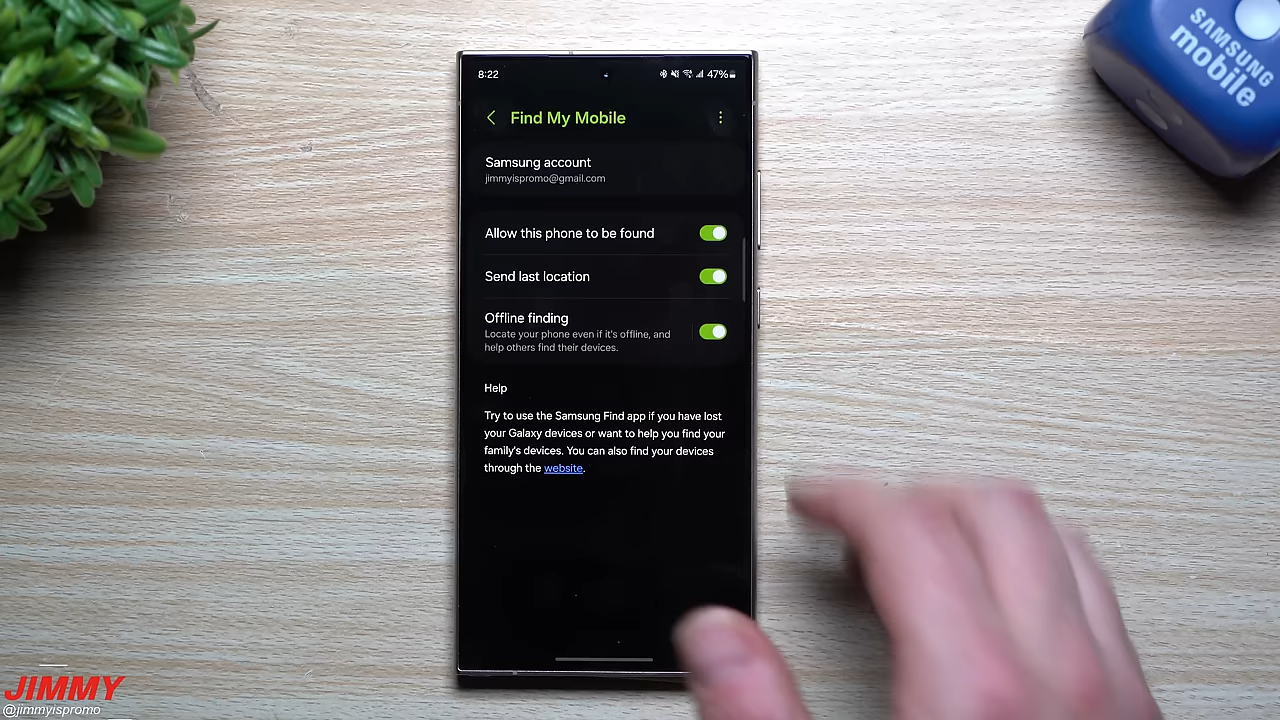 SAMSUNG
mobile
8:22
47%
Find My Mobile
Samsung account
jimmyispromo@gmail.com
Allow this phone to be found
Send last location
Offline finding
Locate your phone even if it's offline, and
help others find their devices.
Help
Try to use the Samsung Find app if you have lost
your Galaxy devices or want to help you find your
family's devices. You can also find your devices
through the website.
JIMMY
@jimmyispromo